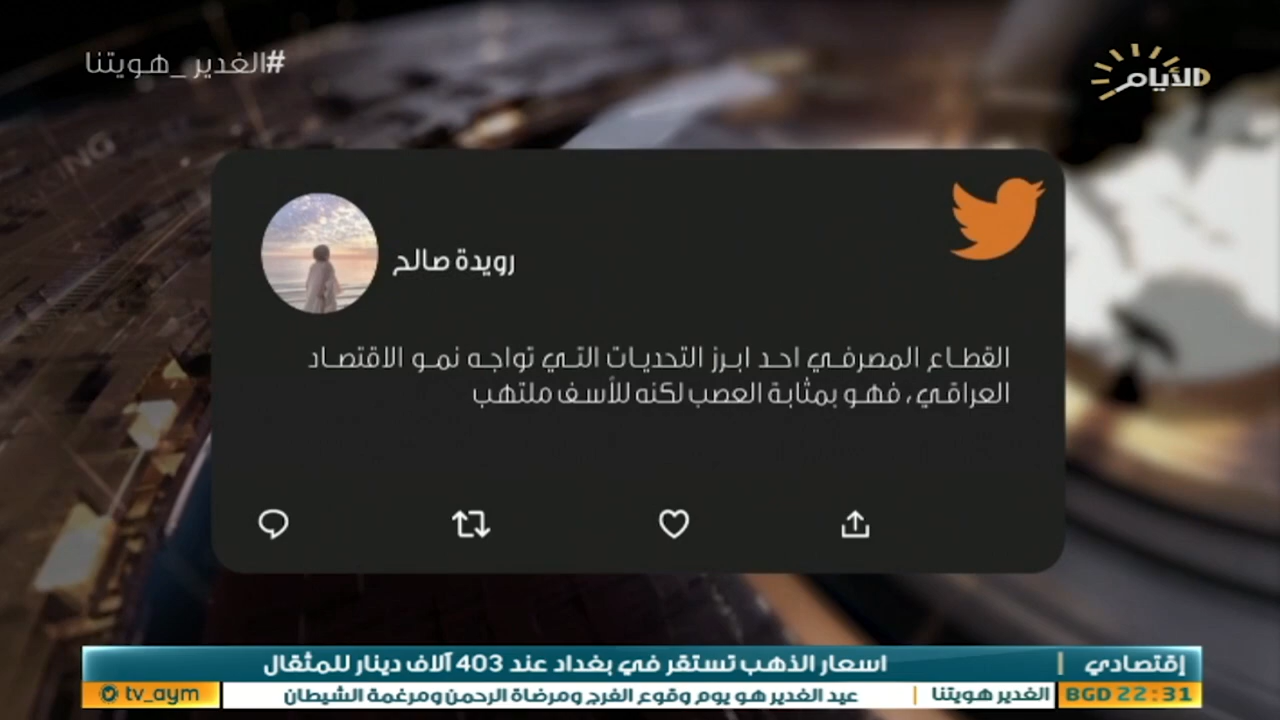 #الغدير_هويتنا
الأيام
رويدة صالح
القطاع المصرفي احد ابرز التحديات التي تواجه نمو الاقتصاد
العراقي، فهو بمثابة العصب لكنه للأسف ملتهب
إقتصادي | اسعار الذهب تستقر في بغداد عند 403 آلاف دينار للمثقال
BGD 22:31 الغدير هويتنا | عيد الغدير هو يوم وقوع الفرج ومرضاة الرحمن ومرغمة الشيطان tv_aym